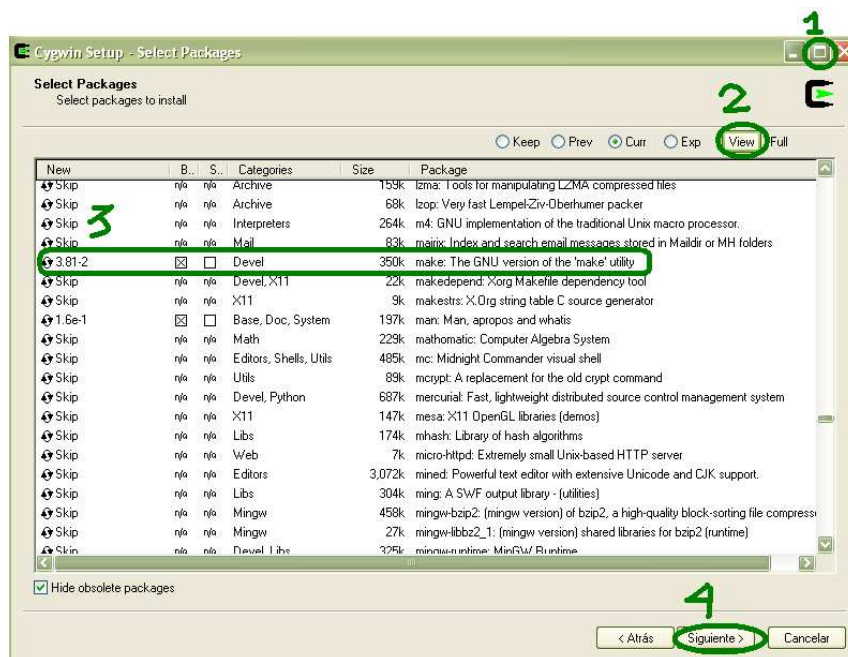 1
Cygwin Setup - Select Packages
Select Packages
Select packages to install
2
Keep Prev Curr Exp View Full
New B.. S.. Categories Size Package
Skip n/a n/a Archive 159k lzma: Tools for manipulating LZMA compressed files
Skip n/a n/a Archive 68k lzop: Very fast Lempel-Ziv-Oberhumer packer
3
Skip n/a n/a Interpreters 264k m4: GNU implementation of the traditional Unix macro processor.
Skip n/a n/a Mail 83k mairix: Index and search email messages stored in Maildir or MH folders
3.81-2 Devel 350k make: The GNU version of the 'make' utility
Skip n/a n/a Devel, X11 22k makedepend: Xorg Makefile dependency tool
Skip n/a n/a X11 9k makestrs: X.Org string table C source generator
1.6e-1 Base, Doc, System 197k man: Man, apropos and whatis
Skip n/a n/a Math 229k mathomatic: Computer Algebra System
Skip n/a n/a Editors, Shells, Utils 485k mc: Midnight Commander visual shell
Skip n/a n/a Utils 89k mcrypt: A replacement for the old crypt command
Skip n/a n/a Devel, Python 687k mercurial: Fast, lightweight distributed source control management system
Skip n/a n/a X11 147k mesa: X11 OpenGL libraries (demos)
Skip n/a n/a Libs 174k mhash: Library of hash algorithms
Skip n/a n/a Web 7k micro-httpd: Extremely small Unix-based HTTP server
Skip n/a n/a Editors 3,072k mined: Powerful text editor with extensive Unicode and CJK support.
Skip n/a n/a Libs 304k ming: A SWF output library - (utilities)
Skip n/a n/a Mingw 458k mingw-bzip2: (mingw version) of bzip2, a high-quality block-sorting file compress
Skip n/a n/a Mingw 27k mingw-libbz2_1: (mingw version) shared libraries for bzip2 (runtime)
Skip n/a n/a Devel, Libs 325k mingw-runtime: MinGW Runtime
Hide obsolete packages
4
< Atrás Siguiente > Cancelar